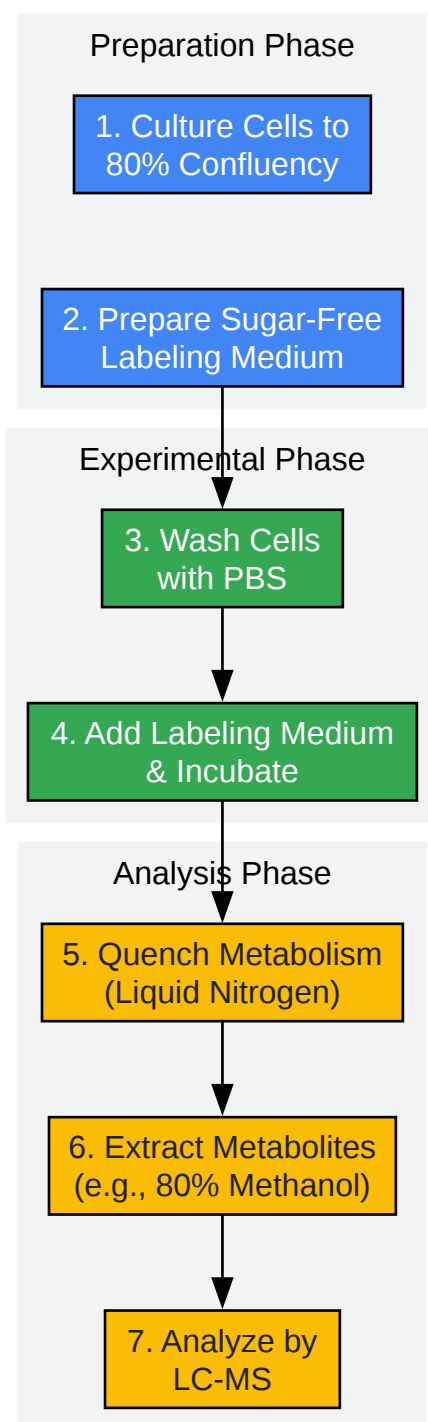 Preparation Phase
1. Culture Cells to
80% Confluency
2. Prepare Sugar-Free
Labeling Medium
Experimental Phase
3. Wash Cells
with PBS
4. Add Labeling Medium
& Incubate
Analysis Phase
5. Quench Metabolism
(Liquid Nitrogen)
6. Extract Metabolites
(e.g., 80% Methanol)
7. Analyze by
LC-MS